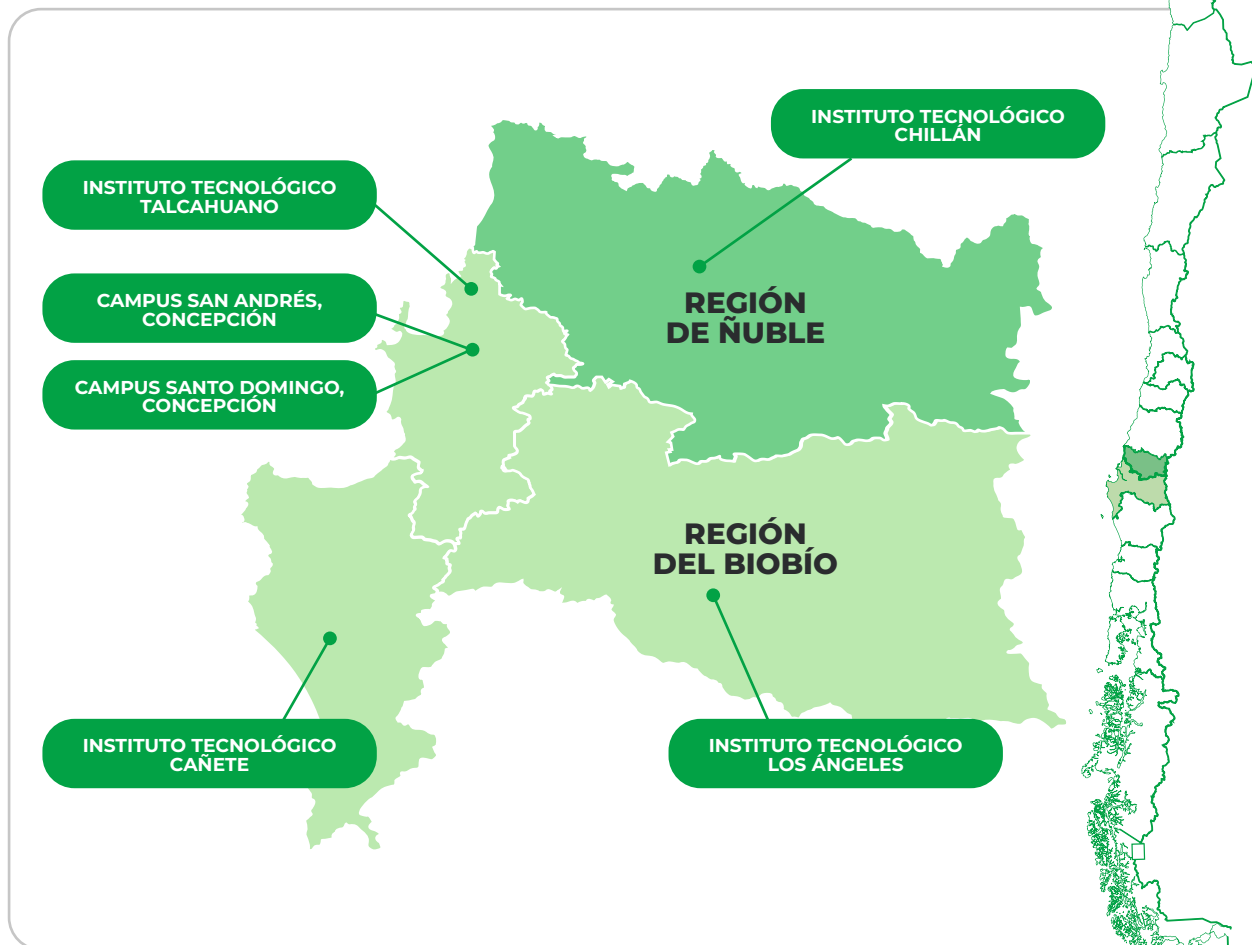 INSTITUTO TECNOLÓGICO
CHILLÁN
INSTITUTO TECNOLÓGICO
TALCAHUANO
CAMPUS SAN ANDRÉS,
CONCEPCIÓN
CAMPUS SANTO DOMINGO,
CONCEPCIÓN
REGIÓN
DE ÑUBLE
REGIÓN
DEL BIOBÍO
INSTITUTO TECNOLÓGICO
CAÑETE
INSTITUTO TECNOLÓGICO
LOS ÁNGELES